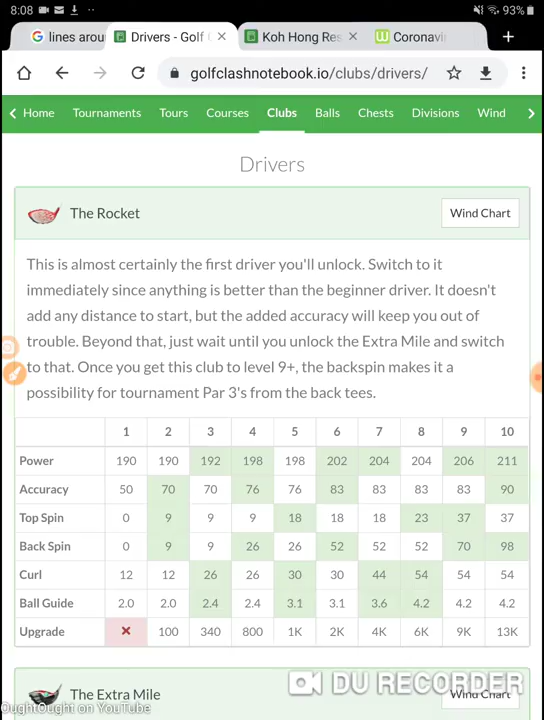 8:08
93%
G lines arou
Drivers - Golf C
Koh Hong Res
Coronavi
golfclashnotebook.io/clubs/drivers/
Home Tournaments Tours Courses Clubs Balls Chests Divisions Wind
Drivers
The Rocket
Wind Chart
This is almost certainly the first driver you'll unlock. Switch to it
immediately since anything is better than the beginner driver. It doesn't
add any distance to start, but the added accuracy will keep you out of
trouble. Beyond that, just wait until you unlock the Extra Mile and switch
to that. Once you get this club to level 9+, the backspin makes it a
possibility for tournament Par 3's from the back tees.
1 2 3 4 5 6 7 8 9 10
Power 190 190 192 198 198 202 204 204 206 211
Accuracy 50 70 70 76 76 83 83 83 83 90
Top Spin 0 9 9 9 18 18 18 23 37 37
Back Spin 0 9 9 26 26 52 52 52 70 98
Curl 12 12 26 26 30 30 44 54 54 54
Ball Guide 2.0 2.0 2.4 2.4 3.1 3.1 3.6 4.2 4.2 4.2
Upgrade × 100 340 800 1K 2K 4K 6K 9K 13K
The Extra Mile
Wind Chart
DU RECORDER
OughtOught on YouTube